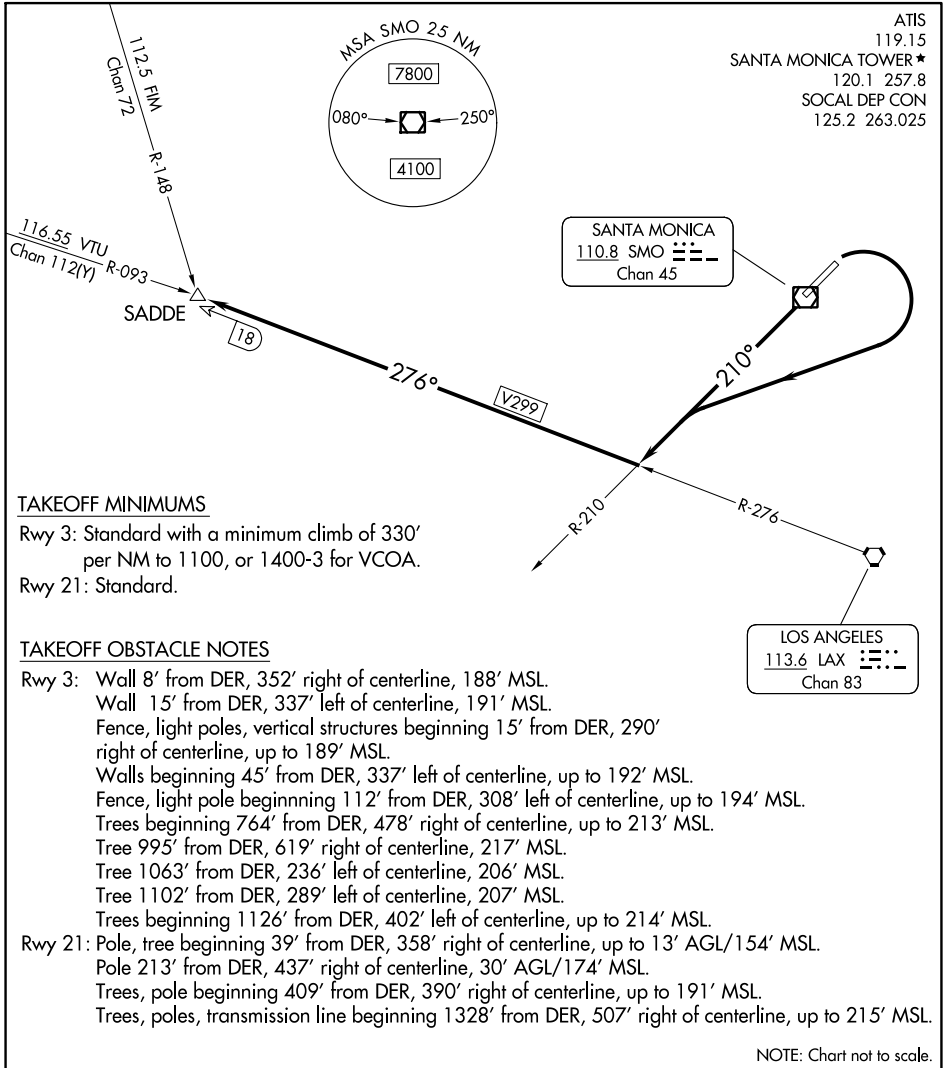 ATIS
119.15
SANTA MONICA TOWER ★
120.1 257.8
SOCAL DEP CON
125.2 263.025
MSA SMO 25 NM
7800
080° 250°
4100
112.5 FIM
Chan 72
R-148
116.55 VTU
Chan 112(Y)
R-093
SADDE
18
276°
V299
SANTA MONICA
110.8 SMO
Chan 45
210°
R-210
R-276
LOS ANGELES
113.6 LAX
Chan 83
TAKEOFF MINIMUMS
Rwy 3: Standard with a minimum climb of 330′
per NM to 1100, or 1400-3 for VCOA.
Rwy 21: Standard.
TAKEOFF OBSTACLE NOTES
Rwy 3: Wall 8′ from DER, 352′ right of centerline, 188′ MSL.
Wall 15′ from DER, 337′ left of centerline, 191′ MSL.
Fence, light poles, vertical structures beginning 15′ from DER, 290′
right of centerline, up to 189′ MSL.
Walls beginning 45′ from DER, 337′ left of centerline, up to 192′ MSL.
Fence, light pole beginnning 112′ from DER, 308′ left of centerline, up to 194′ MSL.
Trees beginning 764′ from DER, 478′ right of centerline, up to 213′ MSL.
Tree 995′ from DER, 619′ right of centerline, 217′ MSL.
Tree 1063′ from DER, 236′ left of centerline, 206′ MSL.
Tree 1102′ from DER, 289′ left of centerline, 207′ MSL.
Trees beginning 1126′ from DER, 402′ left of centerline, up to 214′ MSL.
Rwy 21: Pole, tree beginning 39′ from DER, 358′ right of centerline, up to 13′ AGL/154′ MSL.
Pole 213′ from DER, 437′ right of centerline, 30′ AGL/174′ MSL.
Trees, pole beginning 409′ from DER, 390′ right of centerline, up to 191′ MSL.
Trees, poles, transmission line beginning 1328′ from DER, 507′ right of centerline, up to 215′ MSL.
NOTE: Chart not to scale.